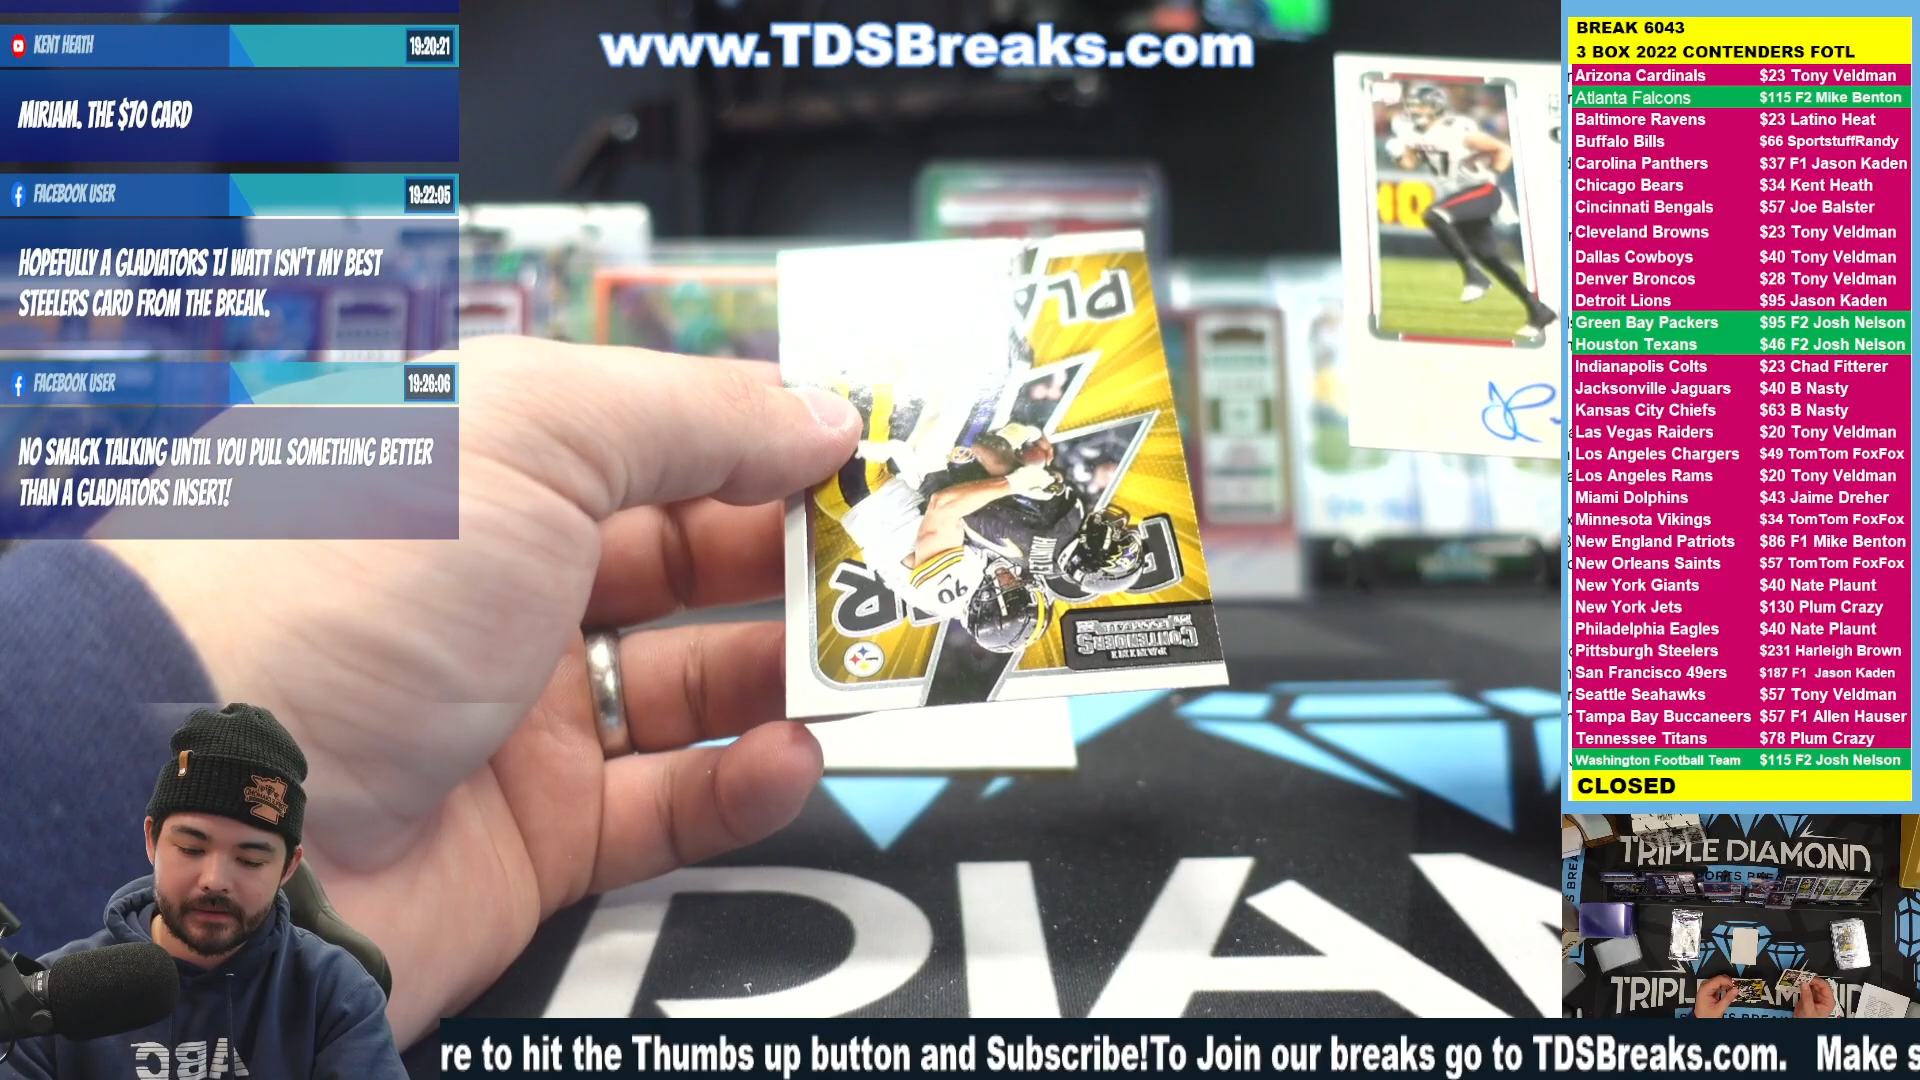 KENT HEATH 19:20:21
MIRIAM. THE $70 CARD
FACEBOOK USER 19:22:05
HOPEFULLY A GLADIATORS TJ WATT ISN'T MY BEST
STEELERS CARD FROM THE BREAK.
FACEBOOK USER 19:26:06
NO SMACK TALKING UNTIL YOU PULL SOMETHING BETTER
THAN A GLADIATORS INSERT!
www.TDSBreaks.com
PLA
90
HUNTLEY
PANINI
CONTENDERS
FOOTBALL
DIAM
BREAK 6043
3 BOX 2022 CONTENDERS FOTL
Arizona Cardinals $23 Tony Veldman
Atlanta Falcons $115 F2 Mike Benton
Baltimore Ravens $23 Latino Heat
Buffalo Bills $66 SportstuffRandy
Carolina Panthers $37 F1 Jason Kaden
Chicago Bears $34 Kent Heath
Cincinnati Bengals $57 Joe Balster
Cleveland Browns $23 Tony Veldman
Dallas Cowboys $40 Tony Veldman
Denver Broncos $28 Tony Veldman
Detroit Lions $95 Jason Kaden
Green Bay Packers $95 F2 Josh Nelson
Houston Texans $46 F2 Josh Nelson
Indianapolis Colts $23 Chad Fitterer
Jacksonville Jaguars $40 B Nasty
Kansas City Chiefs $63 B Nasty
Las Vegas Raiders $20 Tony Veldman
Los Angeles Chargers $49 TomTom FoxFox
Los Angeles Rams $20 Tony Veldman
Miami Dolphins $43 Jaime Dreher
Minnesota Vikings $34 TomTom FoxFox
New England Patriots $86 F1 Mike Benton
New Orleans Saints $57 TomTom FoxFox
New York Giants $40 Nate Plaunt
New York Jets $130 Plum Crazy
Philadelphia Eagles $40 Nate Plaunt
Pittsburgh Steelers $231 Harleigh Brown
San Francisco 49ers $187 F1 Jason Kaden
Seattle Seahawks $57 Tony Veldman
Tampa Bay Buccaneers $57 F1 Allen Hauser
Tennessee Titans $78 Plum Crazy
Washington Football Team $115 F2 Josh Nelson
CLOSED
TRIPLE DIAMOND
TRIPLE
re to hit the Thumbs up button and Subscribe!To Join our breaks go to TDSBreaks.com. Make s